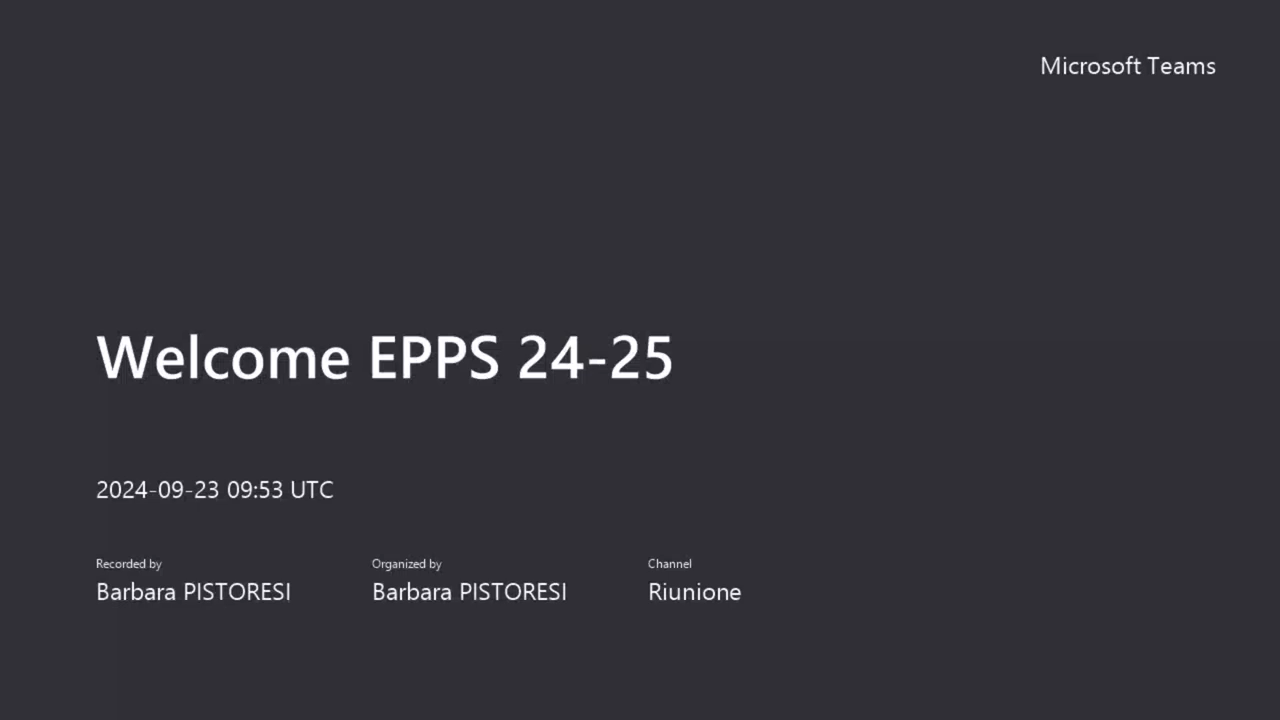 Microsoft Teams
Welcome EPPS 24-25
2024-09-23 09:53 UTC
Recorded by
Barbara PISTORESI
Organized by
Barbara PISTORESI
Channel
Riunione